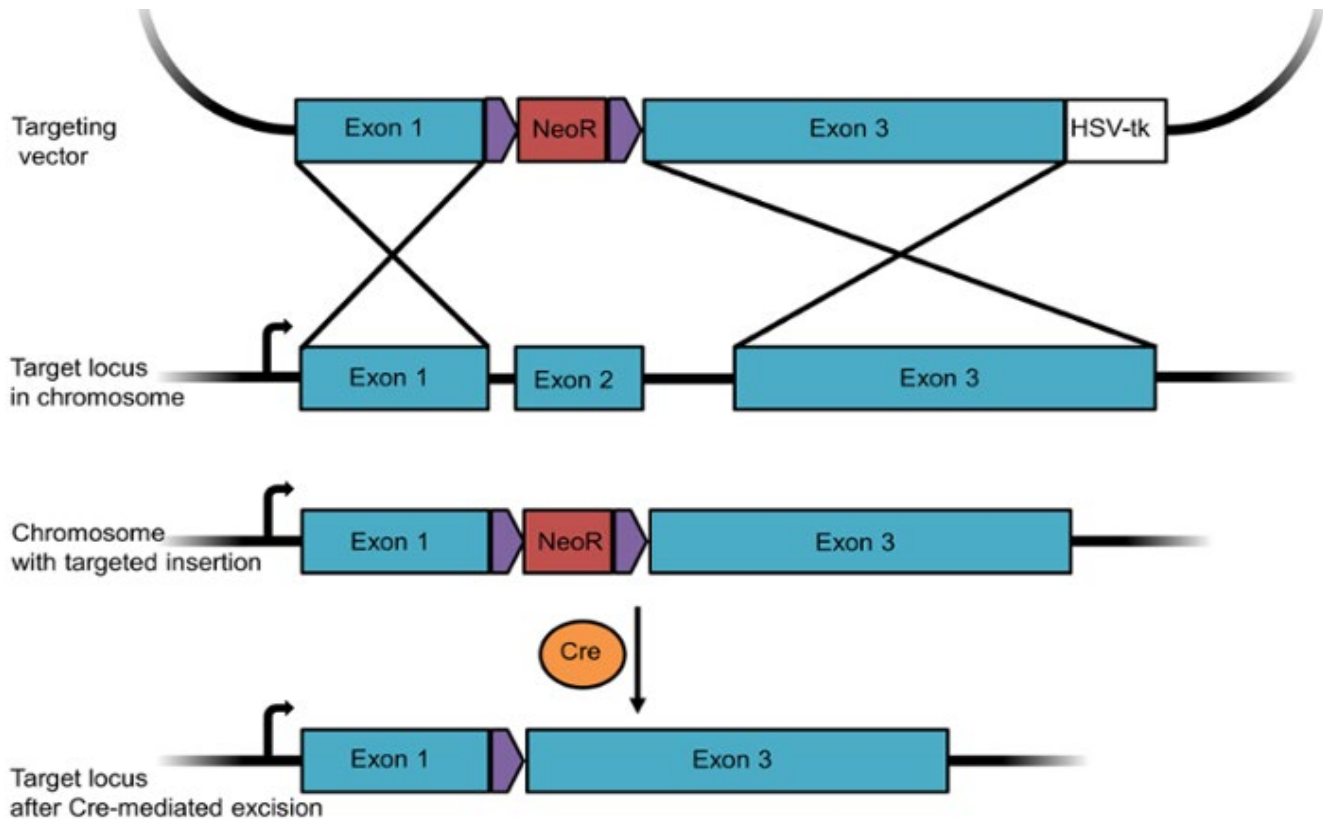 Targeting
vector
Exon 1
NeoR
Exon 3
HSV-tk
Target locus
in chromosome
Exon 1
Exon 2
Exon 3
Chromosome
with targeted insertion
Exon 1
NeoR
Exon 3
Cre
Target locus
after Cre-mediated excision
Exon 1
Exon 3